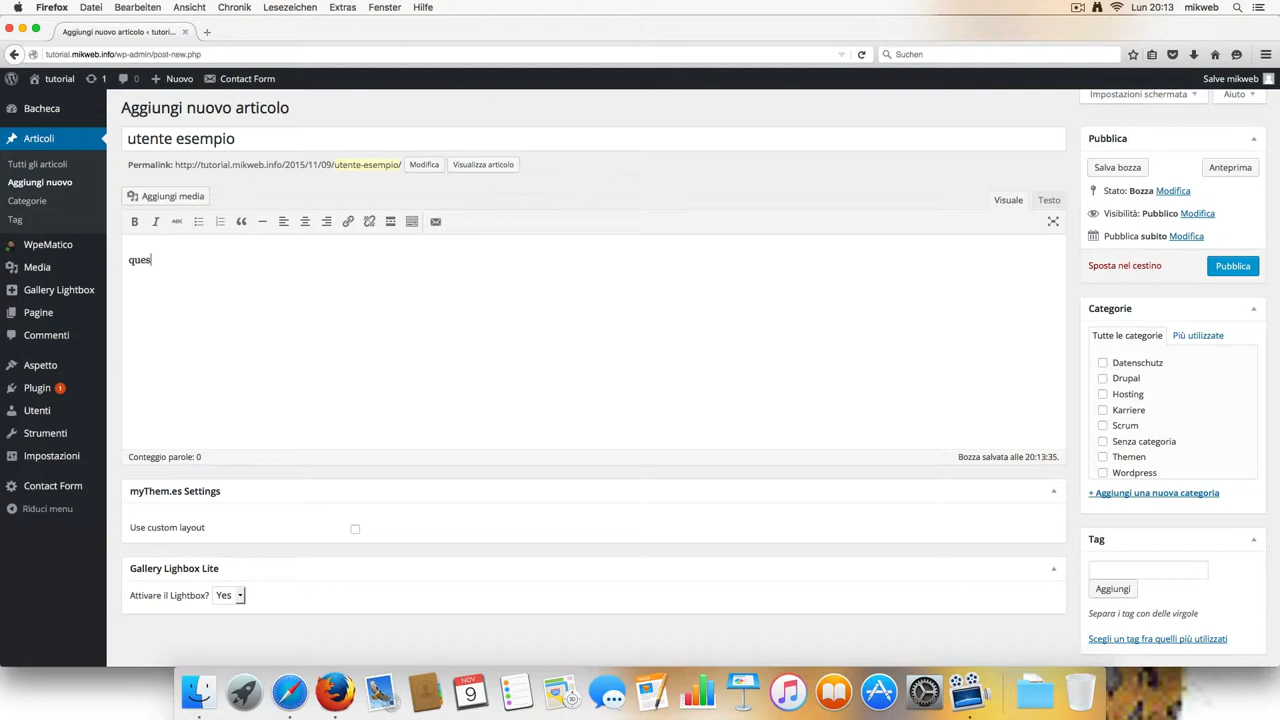 Firefox Datei Bearbeiten Ansicht Chronik Lesezeichen Extras Fenster Hilfe Lun 20:13 mikweb
Aggiungi nuovo articolo ‹ tutori...
tutorial.mikweb.info/wp-admin/post-new.php Suchen
tutorial 1 0 Nuovo Contact Form Salve mikweb
Bacheca
Articoli
Tutti gli articoli
Aggiungi nuovo
Categorie
Tag
WpeMatico
Media
Gallery Lightbox
Pagine
Commenti
Aspetto
Plugin 1
Utenti
Strumenti
Impostazioni
Contact Form
Riduci menu
Impostazioni schermata Aiuto
Aggiungi nuovo articolo
utente esempio
Permalink: http://tutorial.mikweb.info/2015/11/09/utente-esempio/ Modifica Visualizza articolo
Aggiungi media Visuale Testo
B I ABC
ques
Conteggio parole: 0 Bozza salvata alle 20:13:35.
myThem.es Settings
Use custom layout
Gallery Lighbox Lite
Attivare il Lightbox? Yes
Pubblica
Salva bozza Anteprima
Stato: Bozza Modifica
Visibilità: Pubblico Modifica
Pubblica subito Modifica
Sposta nel cestino Pubblica
Categorie
Tutte le categorie Più utilizzate
Datenschutz
Drupal
Hosting
Karriere
Scrum
Senza categoria
Themen
Wordpress
+ Aggiungi una nuova categoria
Tag
Aggiungi
Separa i tag con delle virgole
Scegli un tag fra quelli più utilizzati
NOV
9